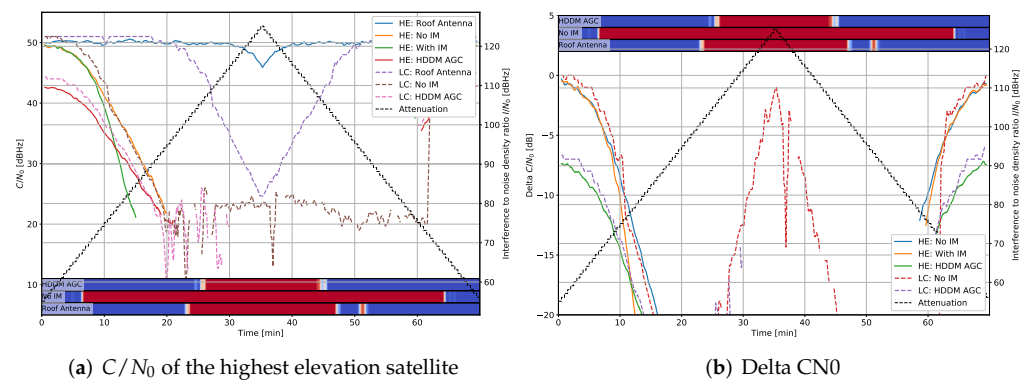 HE: Roof Antenna
HE: No IM
HE: With IM
HE: HDDM AGC
LC: Roof Antenna
LC: No IM
LC: HDDM AGC
Attenuation
50
40
30
20
10
C/N₀ [dBHz]
120
110
100
90
80
70
60
Interference to noise density ratio I/N₀ [dBHz]
HDDM AGC
No IM
Roof Antenna
0 10 20 30 40 50 60
Time [min]
(a) C/N₀ of the highest elevation satellite
HDDM AGC
No IM
Roof Antenna
5
0
−5
−10
−15
−20
Delta C/N₀ [dB]
120
110
100
90
80
70
60
Interference to noise density ratio I/N₀ [dBHz]
HE: No IM
HE: With IM
HE: HDDM AGC
LC: No IM
LC: HDDM AGC
Attenuation
0 10 20 30 40 50 60
Time [min]
(b) Delta CN0